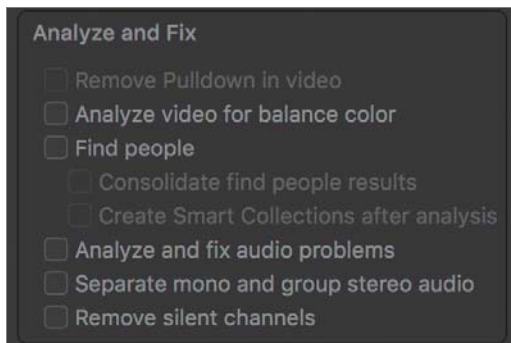 Analyze and Fix
Remove Pulldown in video
Analyze video for balance color
Find people
Consolidate find people results
Create Smart Collections after analysis
Analyze and fix audio problems
Separate mono and group stereo audio
Remove silent channels